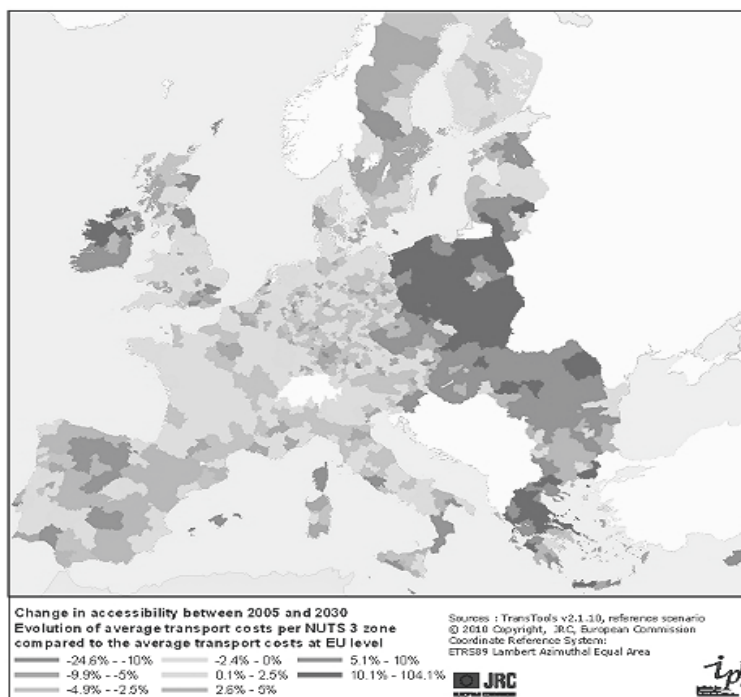 Change in accessibility between 2005 and 2030
Evolution of average transport costs per NUTS 3 zone
compared to the average transport costs at EU level
-24.6% - -10%
-9.9% - -5%
-4.9% - -2.5%
-2.4% - 0%
0.1% - 2.5%
2.6% - 5%
5.1% - 10%
10.1% - 104.1%
Sources : TransTools v2.1.10, reference scenario
© 2010 Copyright, JRC, European Commission
Coordinate Reference System:
ETRS89 Lambert Azimuthal Equal Area
JRC
EUROPEAN COMMISSION